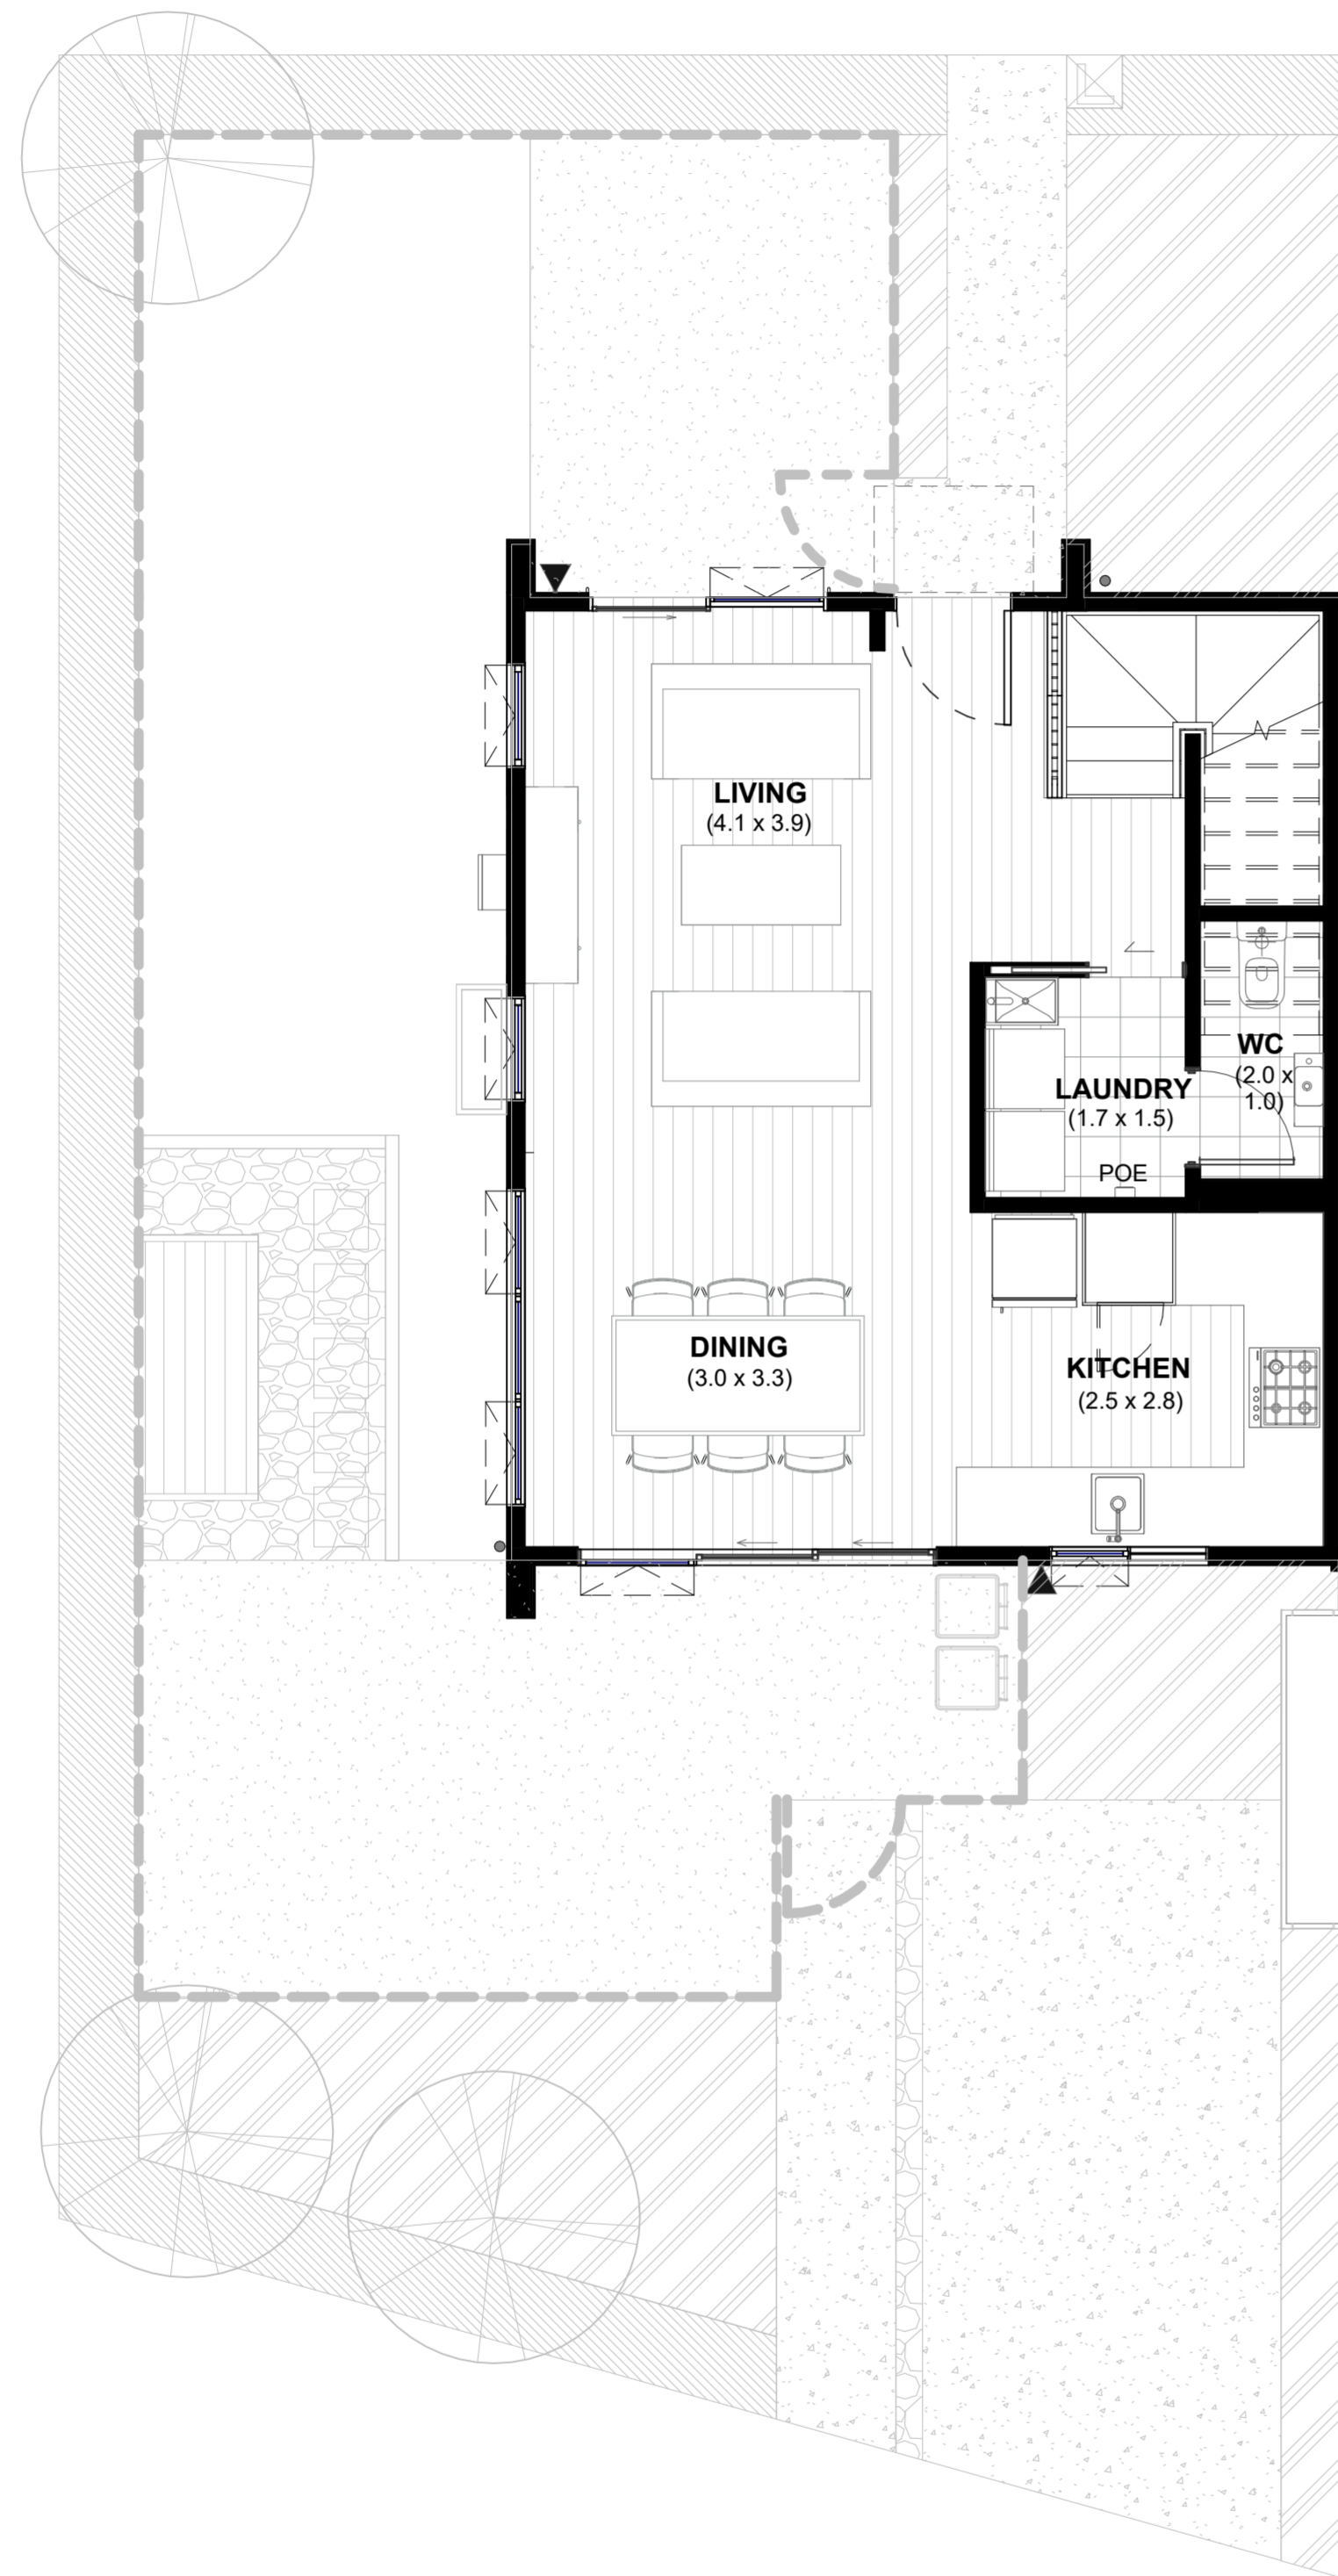 LIVING
(4.1 x 3.9)
WC
(2.0 x
1.0)
LAUNDRY
(1.7 x 1.5)
POE
DINING
(3.0 x 3.3)
KITCHEN
(2.5 x 2.8)